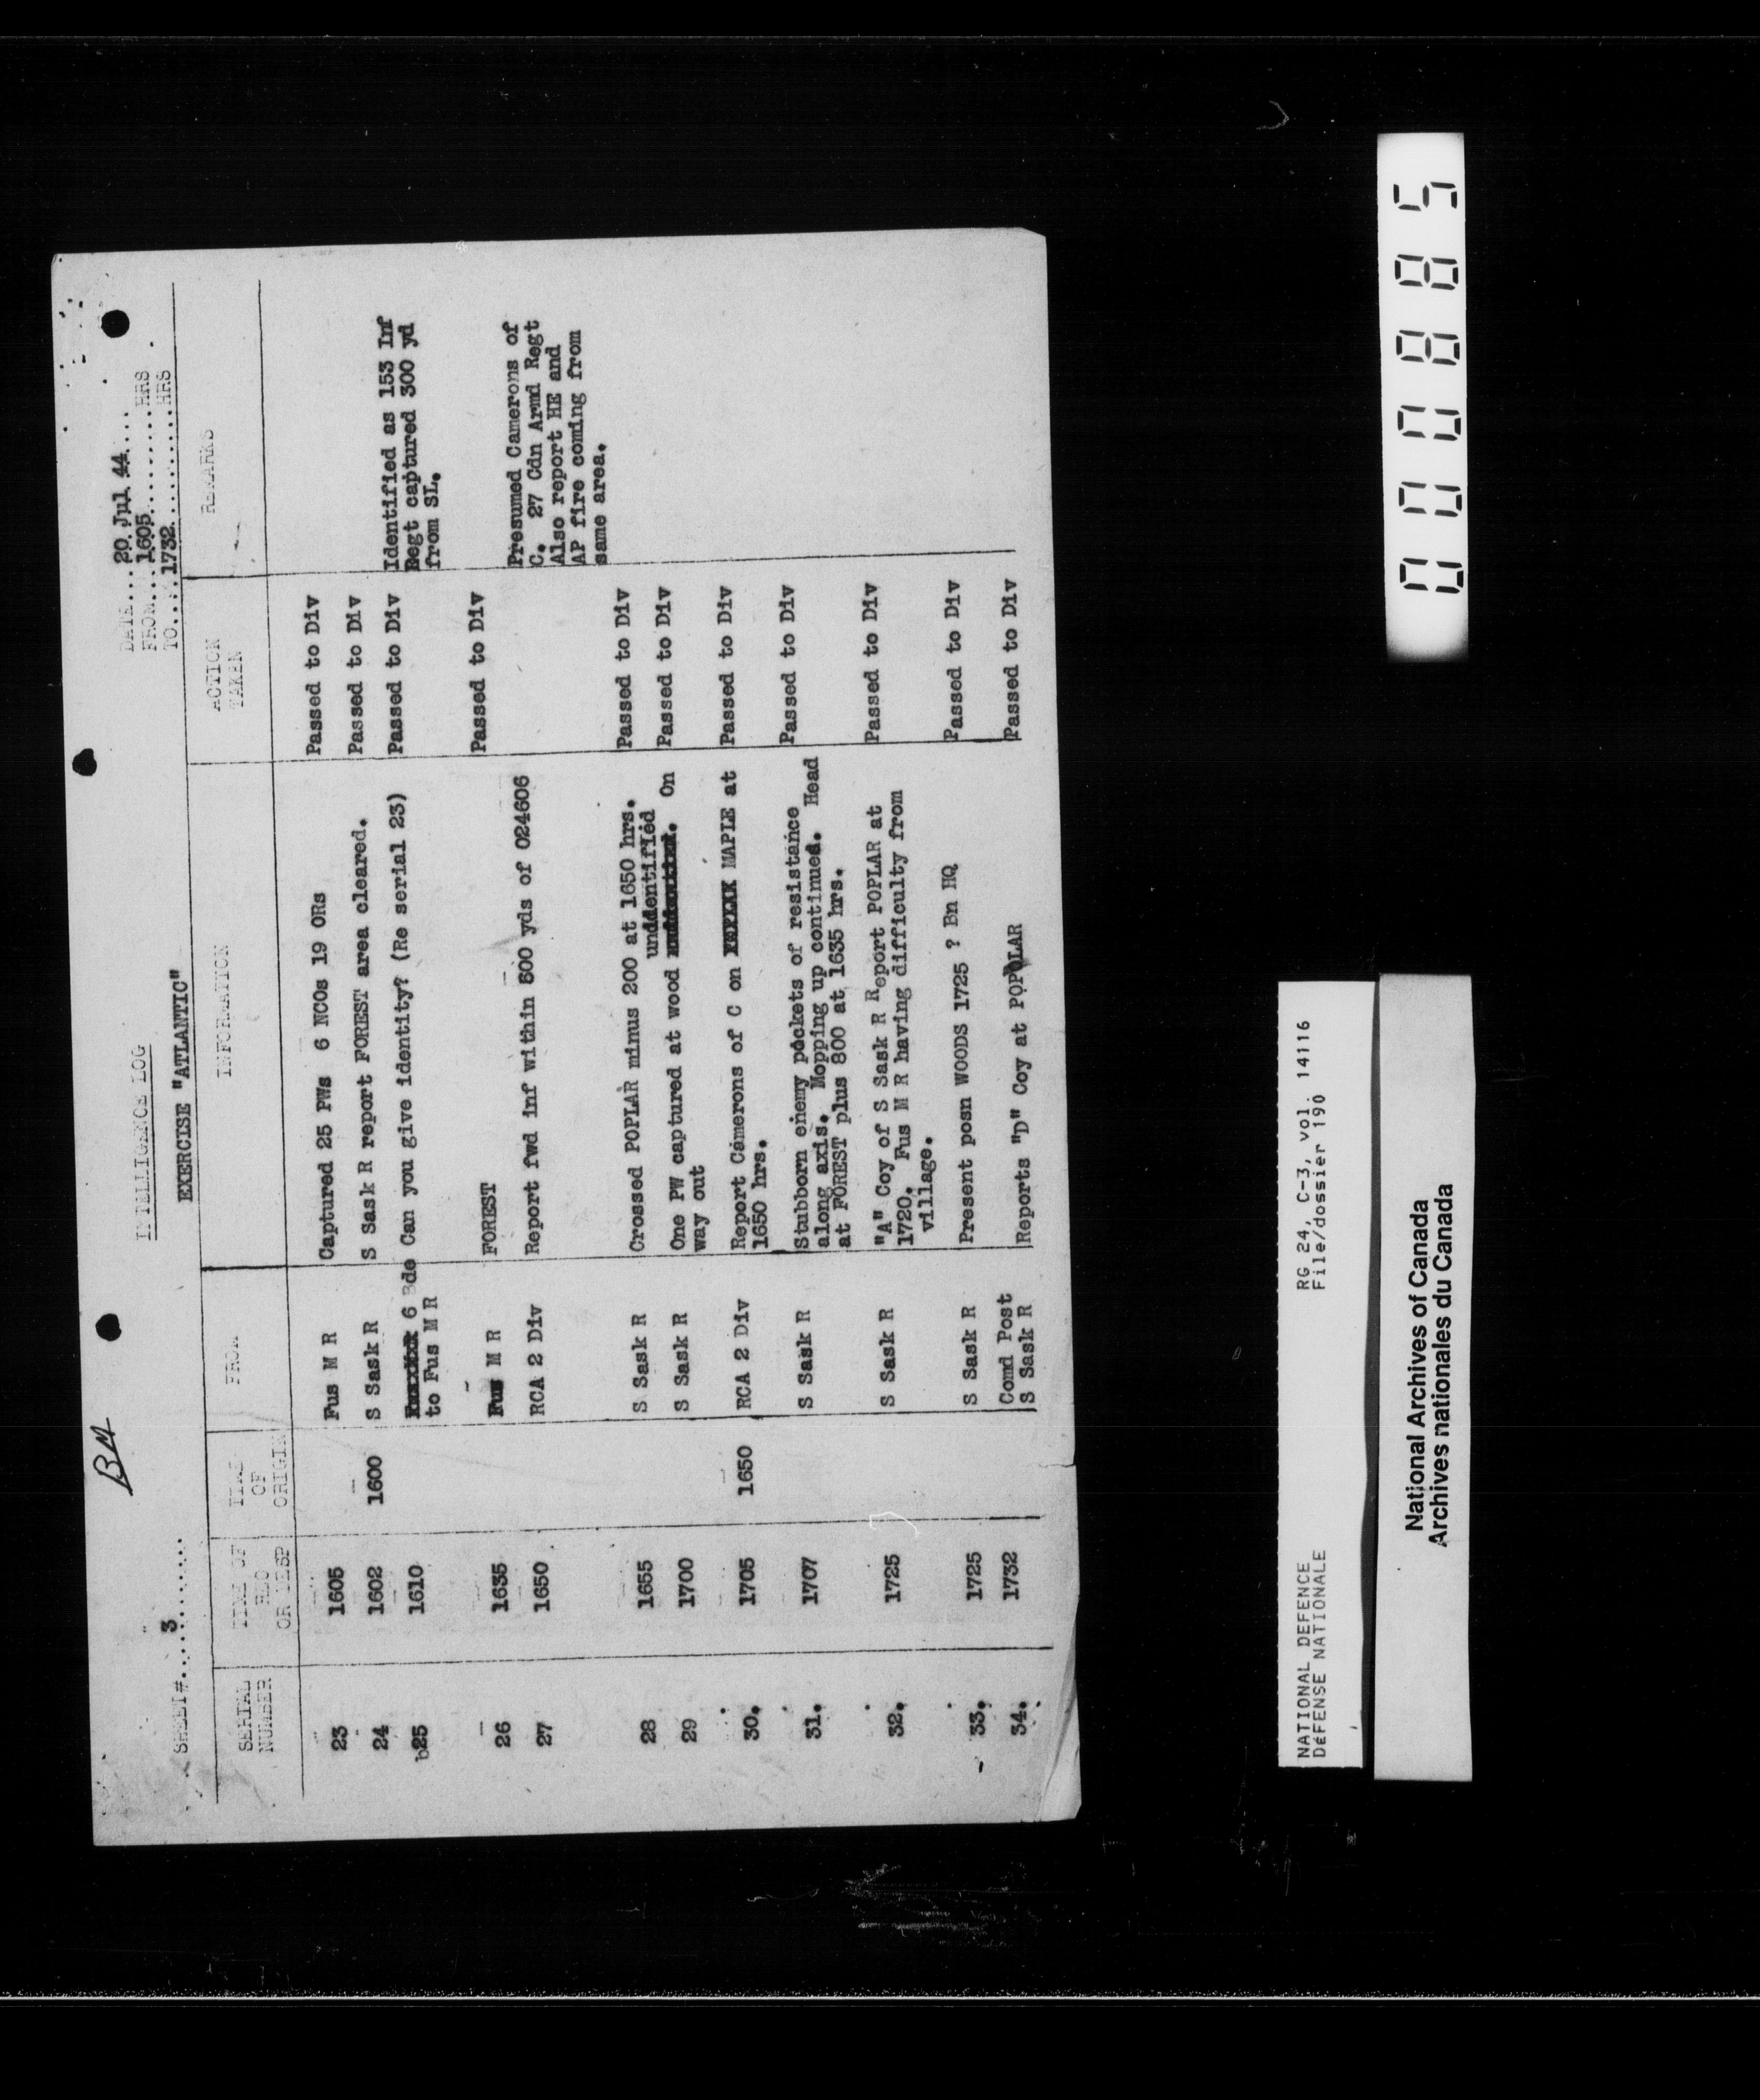 BM
SHEET#....3.........
DATE...20.Jul 44....
FROM...1605.........HRS
TO....1732..........HRS
INTELLIGENCE LOG
EXERCISE "ATLANTIC"
SERIAL NUMBER | TIME OF REC OR DESP | TIME OF ORIGIN | FROM | INFORMATION | ACTION TAKEN | REMARKS
23 1605 Fus M R Captured 25 PWs 6 NCOs 19 ORs Passed to Div
24 1602 1600 S Sask R S Sask R report FOREST area cleared. Passed to Div
b25 1610 6 Bde Can you give identity? (Re serial 23) Passed to Div Identified as 153 Inf
to Fus M R Regt captured 300 yd
from SL.
26 1635 Fus M R FOREST Passed to Div
Presumed Camerons of
27 1650 RCA 2 Div Report fwd inf within 800 yds of 024606 C. 27 Cdn Armd Regt
Also report HE and
AP fire coming from
same area.
28 1655 S Sask R Crossed POPLAR minus 200 at 1650 hrs. Passed to Div
unddentified
29 1700 S Sask R One PW captured at wood On Passed to Div
way out
30. 1705 1650 RCA 2 Div Report Camerons of C on MAPLE at Passed to Div
1650 hrs.
31. 1707 S Sask R Stubborn enemy pockets of resistance Passed to Div
along axis. Mopping up continued. Head
at FOREST plus 800 at 1635 hrs.
32. 1725 S Sask R "A" Coy of S Sask R Report POPLAR at Passed to Div
1720. Fus M R having difficulty from
village.
33. 1725 S Sask R Present posn WOODS 1725 ? Bn HQ Passed to Div
34. 1732 Comd Post
S Sask R Reports "D" Coy at POPOLAR Passed to Div
NATIONAL DEFENCE RG 24, C-3, vol. 14116
DéFENSE NATIONALE File/dossier 190
National Archives of Canada
Archives nationales du Canada
0000885